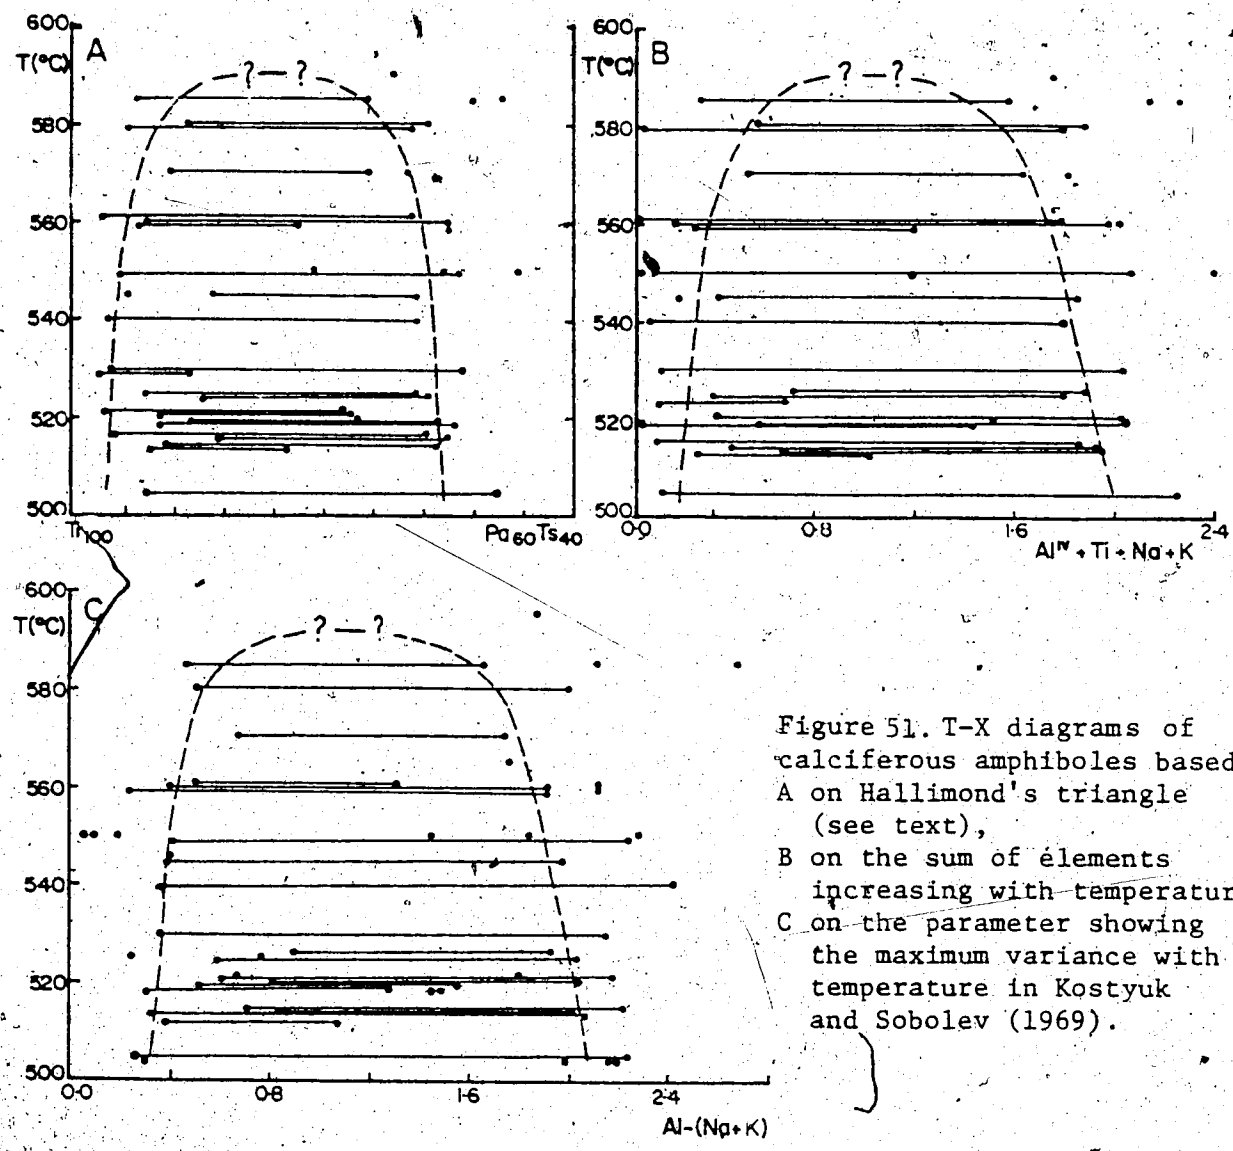 600
T(°C)
A
? — ?
580
560
540
520
500
Tr100
Pa60Ts40
600
T(°C)
B
? — ?
580
560
540
520
500
0·0
0·8
1·6
2·4
Al^IV + Ti + Na + K
600
T(°C)
C
? — ?
580
560
540
520
500
0·0
0·8
1·6
2·4
Al-(Na+K)
Figure 51. T-X diagrams of
calciferous amphiboles based
A on Hallimond's triangle
(see text),
B on the sum of elements
increasing with temperatur
C on the parameter showing
the maximum variance with
temperature in Kostyuk
and Sobolev (1969).